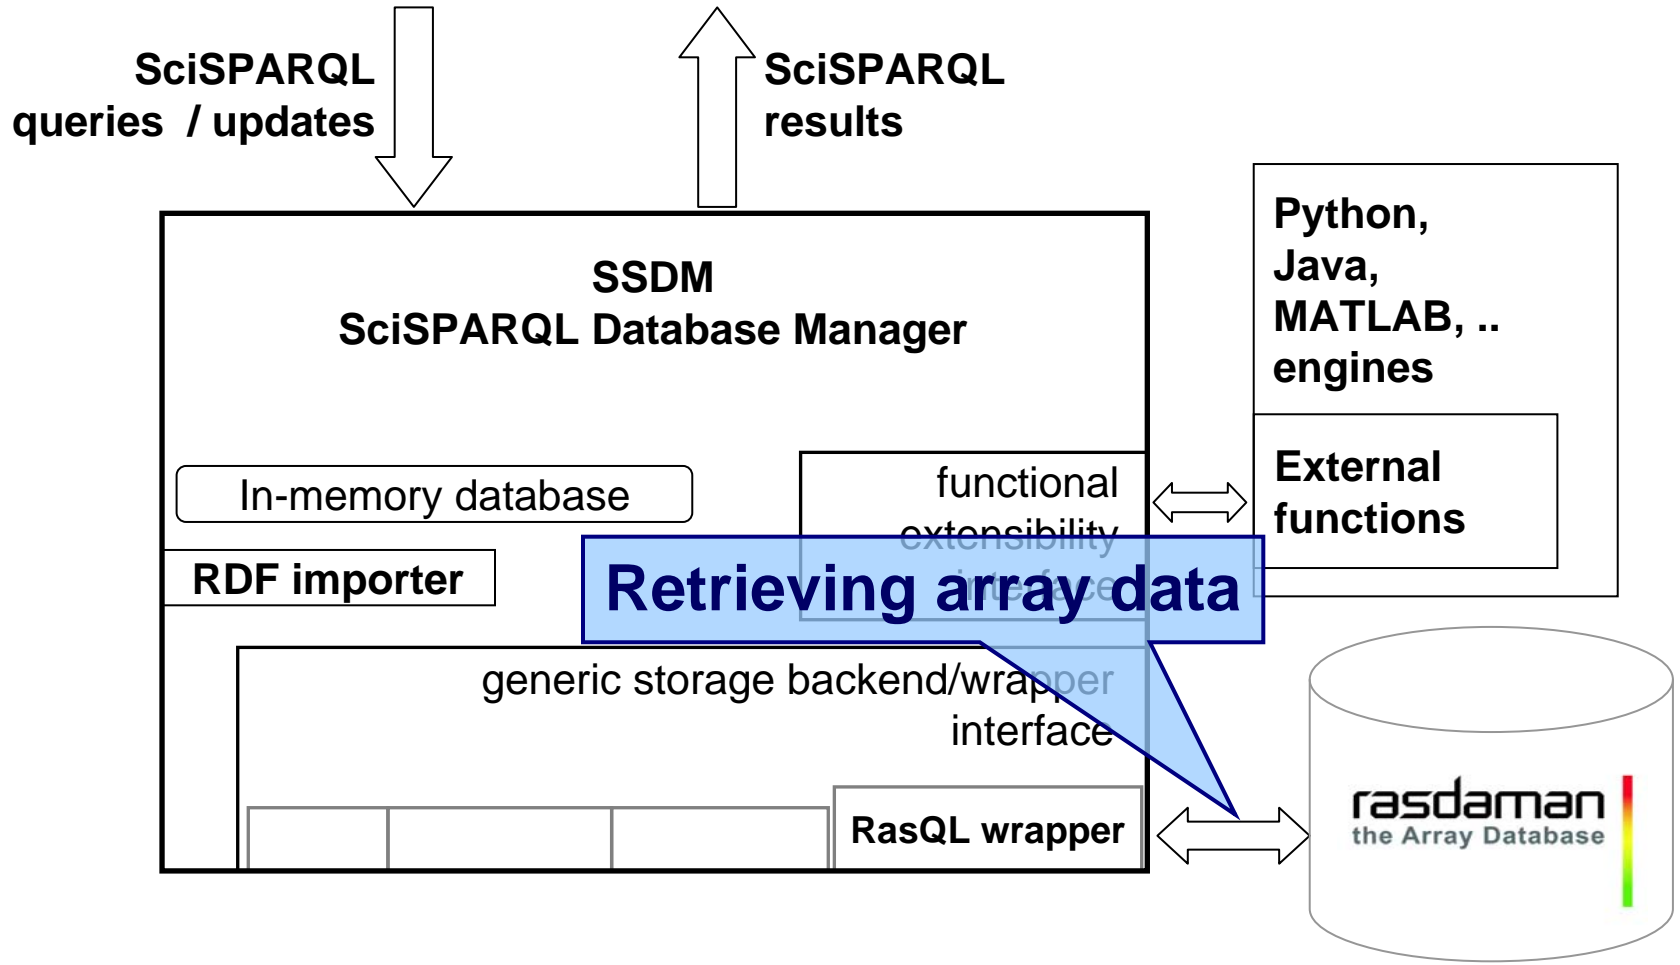 SciSPARQL
queries / updates
SciSPARQL
results
Python,
Java,
MATLAB, ..
engines
SSDM
SciSPARQL Database Manager
External
functions
In-memory database
functional
extensibility
interface
RDF importer
Retrieving array data
generic storage backend/wrapper
interface
RasQL wrapper
rasdaman
the Array Database